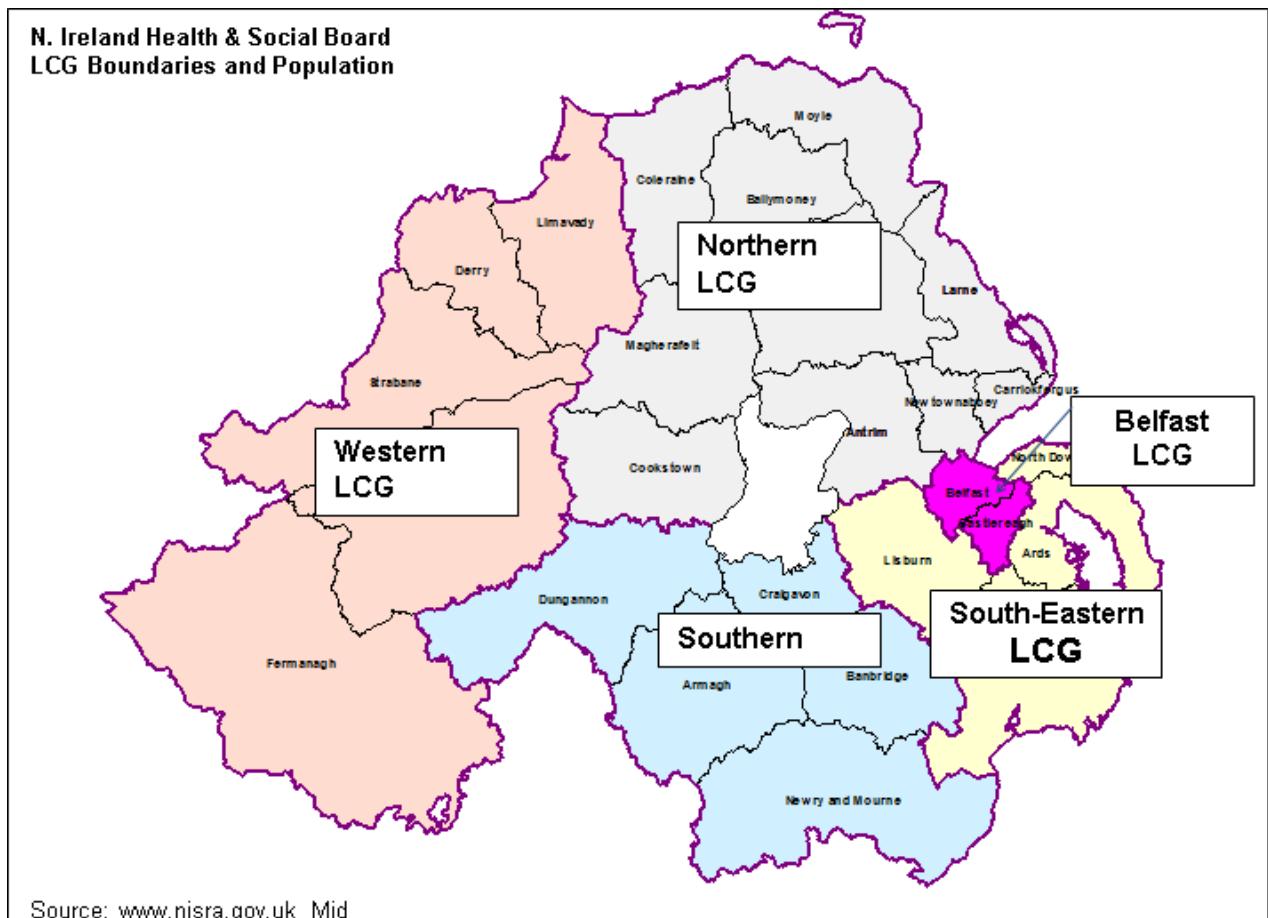 N. Ireland Health & Social Board
LCG Boundaries and Population
Moyle
Coleraine
Ballymoney
Limavady
Northern
LCG
Derry
Larne
Magherafelt
Strabane
Carrickfergus
Newtownabbey
Belfast
LCG
Antrim
Western
LCG
Cookstown
North Dow
Belfast
Castlereagh
Lisburn
Ards
Dungannon
Craigavon
South-Eastern
LCG
Southern
Fermanagh
Armagh
Banbridge
Newry and Mourne
Source: www.nisra.gov.uk Mid